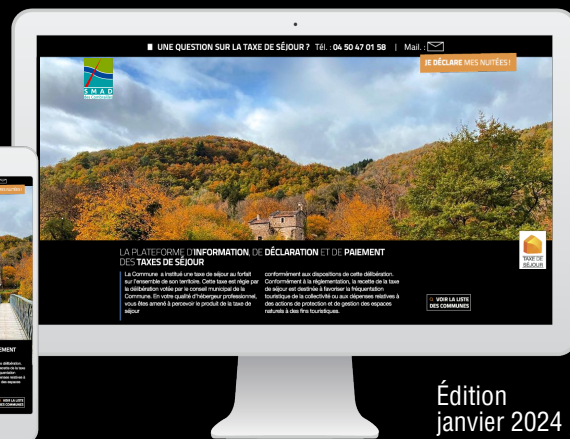 UNE QUESTION SUR LA TAXE DE SÉJOUR ? Tél. : 04 50 47 01 58 | Mail. :
JE DÉCLARE MES NUITÉES !
SMAD
LA PLATEFORME D'INFORMATION, DE DÉCLARATION ET DE PAIEMENT
DES TAXES DE SÉJOUR
La Commune a institué une taxe de séjour au forfait
sur l'ensemble de son territoire. Cette taxe est régie par
la délibération votée par le conseil municipal de la
Commune. En votre qualité d'hébergeur professionnel,
vous êtes amené à percevoir le produit de la taxe de
séjour
conformément aux dispositions de cette délibération.
Conformément à la réglementation, la recette de la taxe
de séjour est destinée à favoriser la fréquentation
touristique de la collectivité ou aux dépenses relatives à
des actions de protection et de gestion des espaces
naturels à des fins touristiques.
TAXE DE
SÉJOUR
VOIR LA LISTE
DES COMMUNES
EMENT
VOIR LA LISTE
DES COMMUNES
Édition
janvier 2024